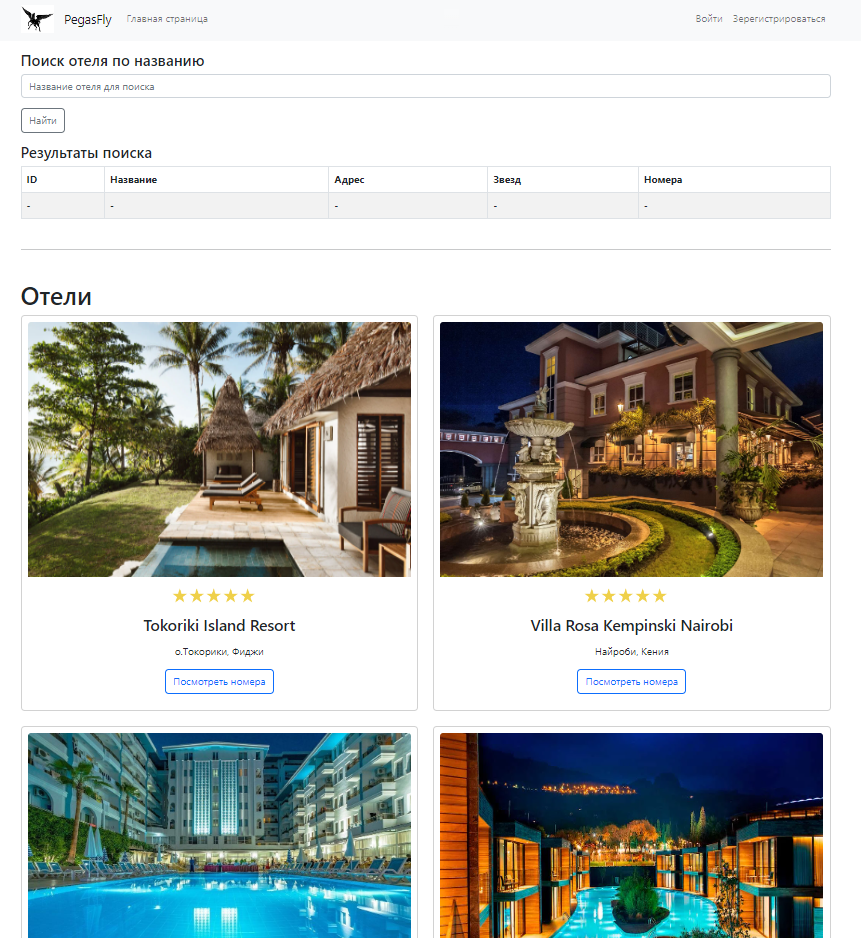 PegasFly Главная страница Войти Зерегистрироваться
Поиск отеля по названию
Название отеля для поиска
Найти
Результаты поиска
ID Название Адрес Звезд Номера
- - - - -
Отели
★★★★★
Tokoriki Island Resort
о.Токорики, Фиджи
Посмотреть номера
★★★★★
Villa Rosa Kempinski Nairobi
Найроби, Кения
Посмотреть номера